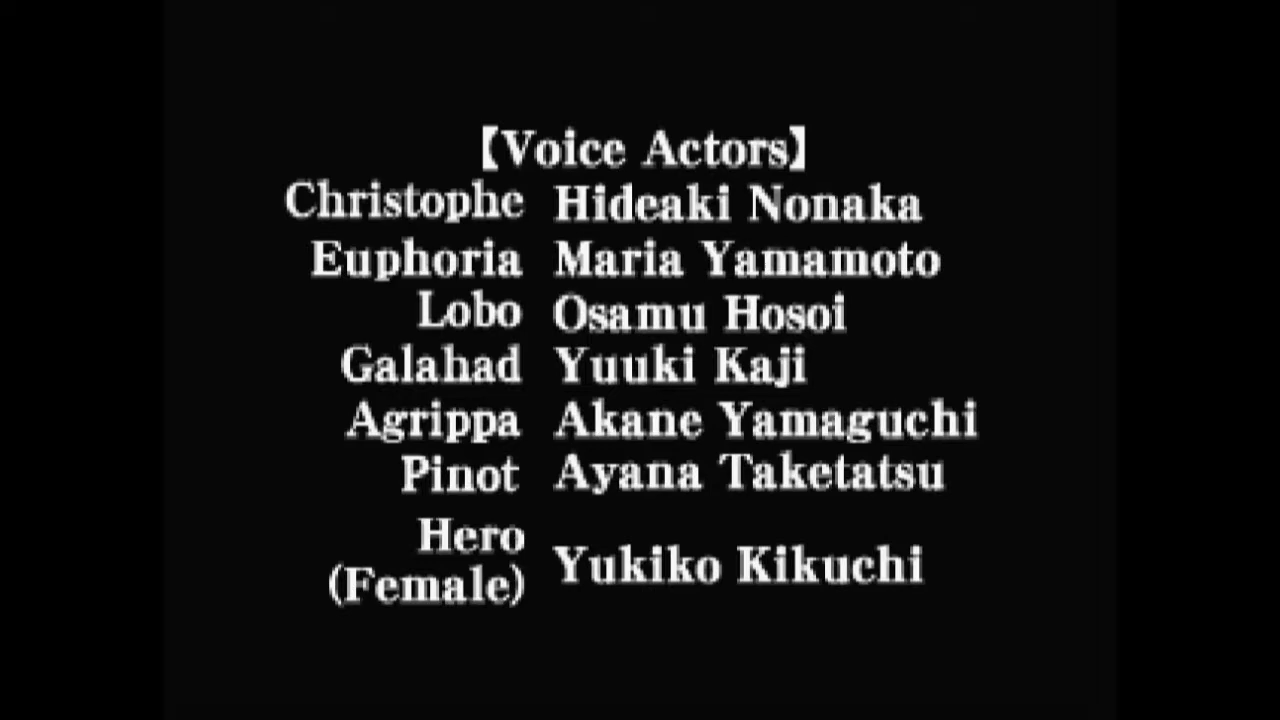 【Voice Actors】
Christophe Hideaki Nonaka
Euphoria Maria Yamamoto
Lobo Osamu Hosoi
Galahad Yuuki Kaji
Agrippa Akane Yamaguchi
Pinot Ayana Taketatsu
Hero
(Female) Yukiko Kikuchi